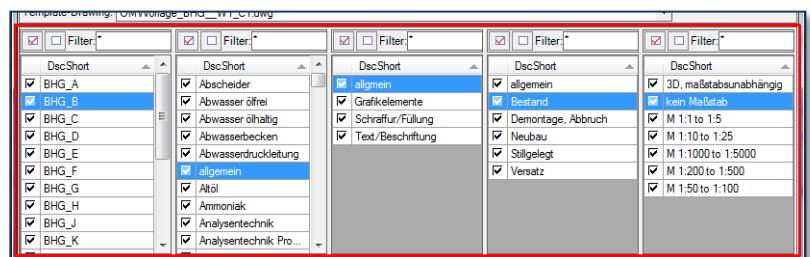 Template-Drawing: OMVVorlage_BHG__WT_C1.dwg
Filter:* Filter:* Filter:* Filter:* Filter:*
DscShort DscShort DscShort DscShort DscShort
BHG_A Abscheider allgmein allgemein 3D, maßstabsunabhängig
BHG_B Abwasser ölfrei Grafikelemente Bestand kein Maßstab
BHG_C Abwasser ölhaltig Schraffur/Füllung Demontage, Abbruch M 1:1 to 1:5
BHG_D Abwasserbecken Text/Beschriftung Neubau M 1:10 to 1:25
BHG_E Abwasserdruckleitung Stillgelegt M 1:1000 to 1:5000
BHG_F allgemein Versatz M 1:200 to 1:500
BHG_G Altöl M 1:50 to 1:100
BHG_H Ammoniak
BHG_J Analysentechnik
BHG_K Analysentechnik Pro...